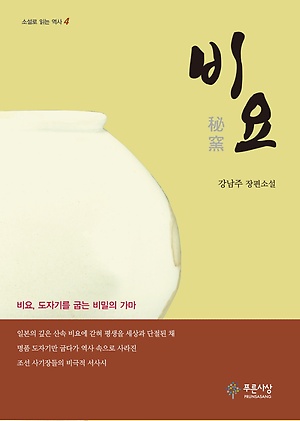 소설로 읽는 역사 4
비요
秘窯
강남주 장편소설
비요, 도자기를 굽는 비밀의 가마
일본의 깊은 산속 비요에 갇혀 평생을 세상과 단절된 채
명품 도자기만 굽다가 역사 속으로 사라진
조선 사기장들의 비극적 서사시
푸른사상
PRUNSASANG